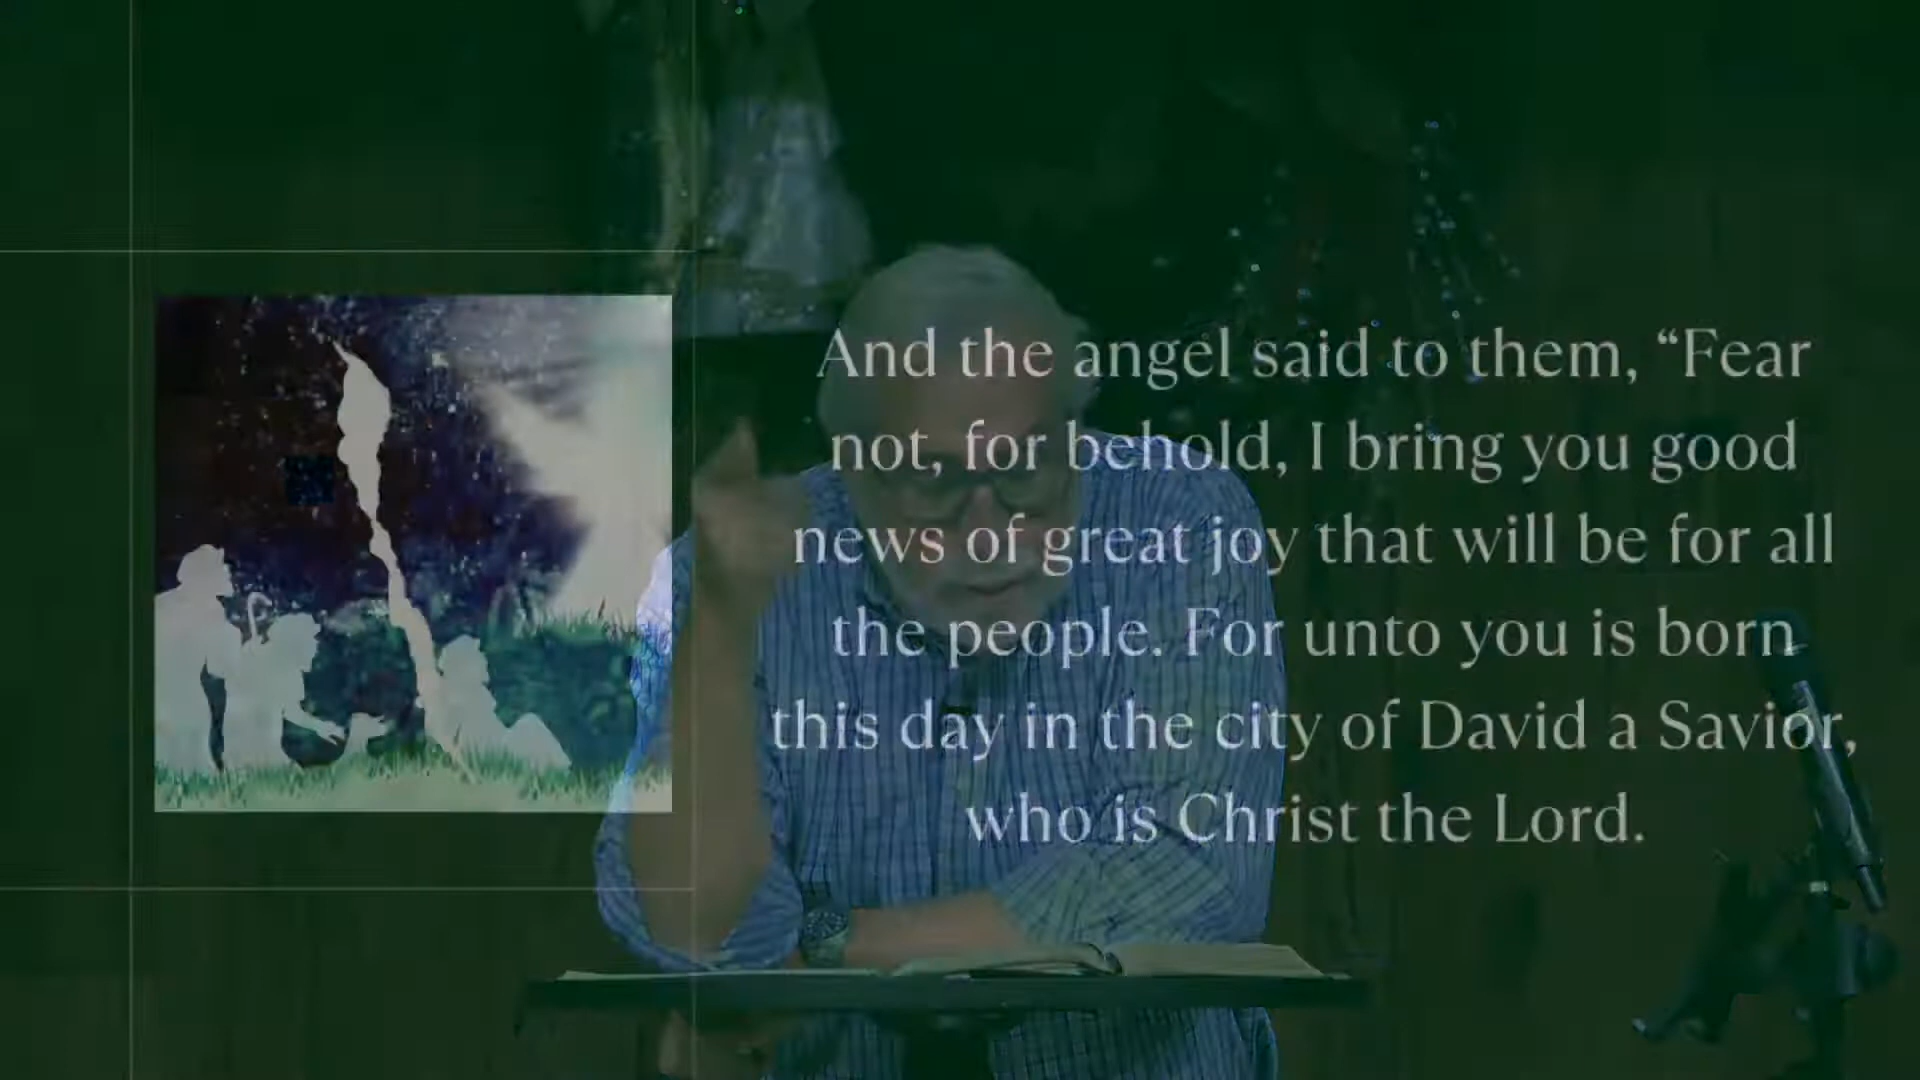 And the angel said to them, “Fear
not, for behold, I bring you good
news of great joy that will be for all
the people. For unto you is born
this day in the city of David a Savior,
who is Christ the Lord.